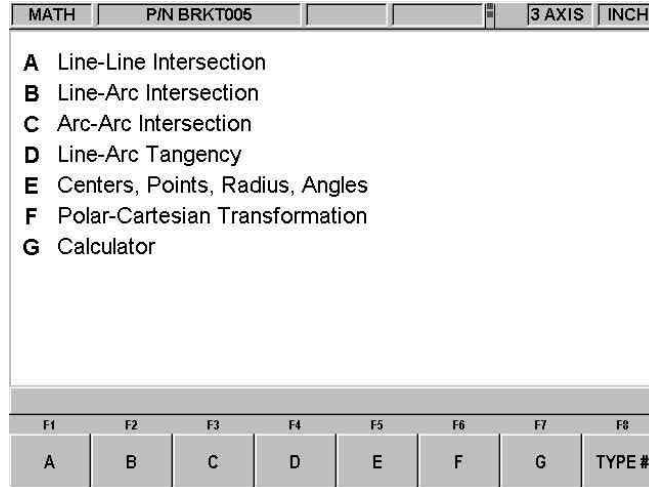 MATH P/N BRKT005 3 AXIS INCH
A Line-Line Intersection
B Line-Arc Intersection
C Arc-Arc Intersection
D Line-Arc Tangency
E Centers, Points, Radius, Angles
F Polar-Cartesian Transformation
G Calculator
F1 F2 F3 F4 F5 F6 F7 F8
A B C D E F G TYPE #